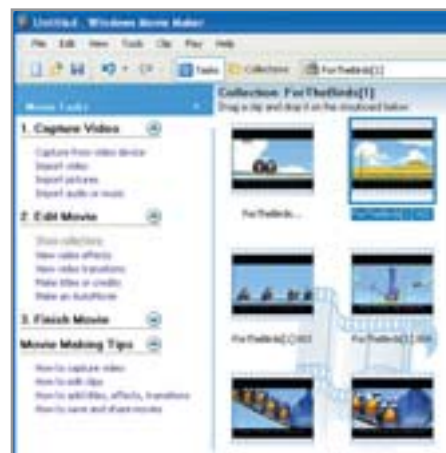 Untitled - Windows Movie Maker
File Edit View Tools Clip Play Help
Tasks Collections ForTheBirds[1]
Movie Tasks
Collection: ForTheBirds[1]
Drag a clip and drop it on the storyboard below.
1. Capture Video
Capture from video device
Import video
Import pictures
Import audio or music
ForTheBirds...
2. Edit Movie
Show collections
View video effects
View video transitions
Make titles or credits
Make an AutoMovie
3. Finish Movie
Movie Making Tips
How to capture video
How to edit clips
How to add titles, effects, transitions
How to save and share movies